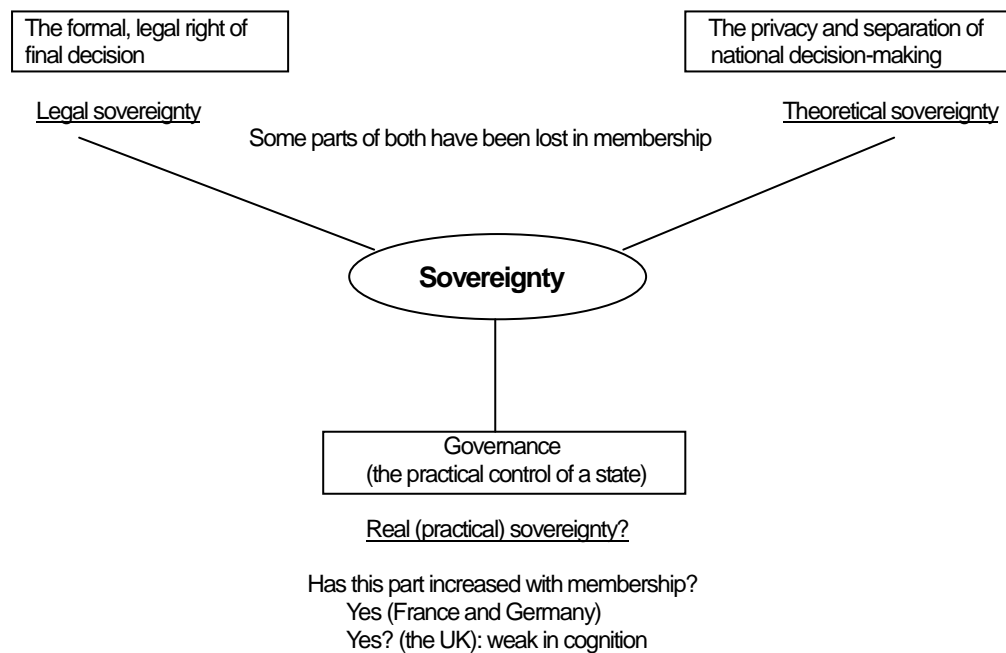 The formal, legal right of
final decision
The privacy and separation of
national decision-making
Legal sovereignty
Theoretical sovereignty
Some parts of both have been lost in membership
Sovereignty
Governance
(the practical control of a state)
Real (practical) sovereignty?
Has this part increased with membership?
Yes (France and Germany)
Yes? (the UK): weak in cognition